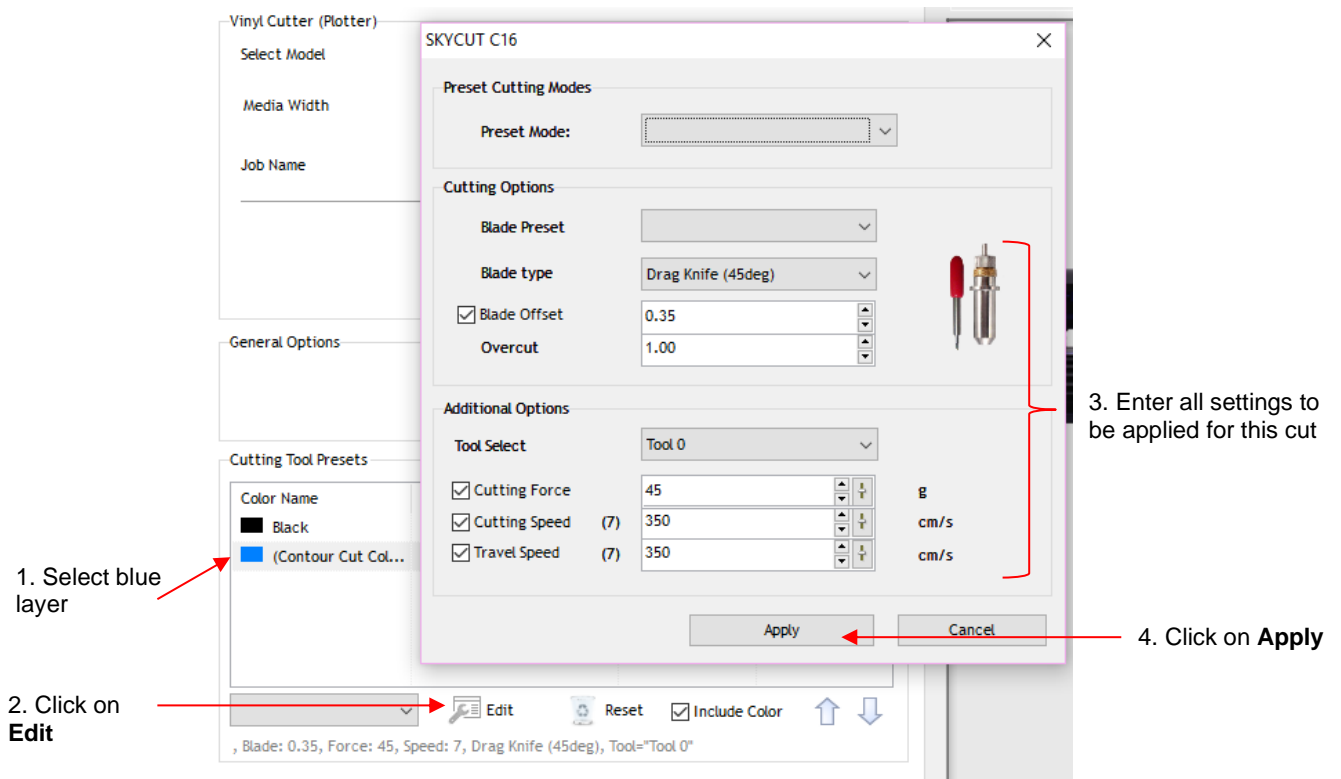 Vinyl Cutter (Plotter)
Select Model
Media Width
Job Name
General Options
Cutting Tool Presets
Color Name
Black
(Contour Cut Col...
Edit
Reset
Include Color
, Blade: 0.35, Force: 45, Speed: 7, Drag Knife (45deg), Tool="Tool 0"
SKYCUT C16
Preset Cutting Modes
Preset Mode:
Cutting Options
Blade Preset
Blade type
Drag Knife (45deg)
Blade Offset
0.35
Overcut
1.00
Additional Options
Tool Select
Tool 0
Cutting Force
45
g
Cutting Speed (7)
350
cm/s
Travel Speed (7)
350
cm/s
Apply
Cancel
1. Select blue
layer
2. Click on
Edit
3. Enter all settings to
be applied for this cut
4. Click on Apply